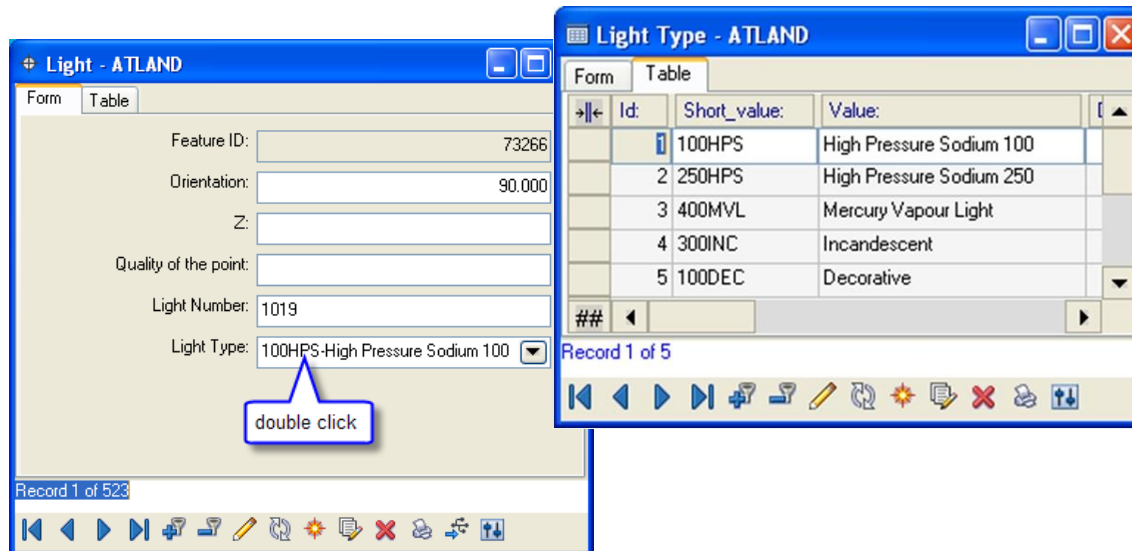 Light - ATLAND
Form Table
Feature ID: 73266
Orientation: 90.000
Z:
Quality of the point:
Light Number: 1019
Light Type: 100HPS-High Pressure Sodium 100
double click
Record 1 of 523
Light Type - ATLAND
Form Table
Id: Short_value: Value:
1 100HPS High Pressure Sodium 100
2 250HPS High Pressure Sodium 250
3 400MVL Mercury Vapour Light
4 300INC Incandescent
5 100DEC Decorative
##
Record 1 of 5